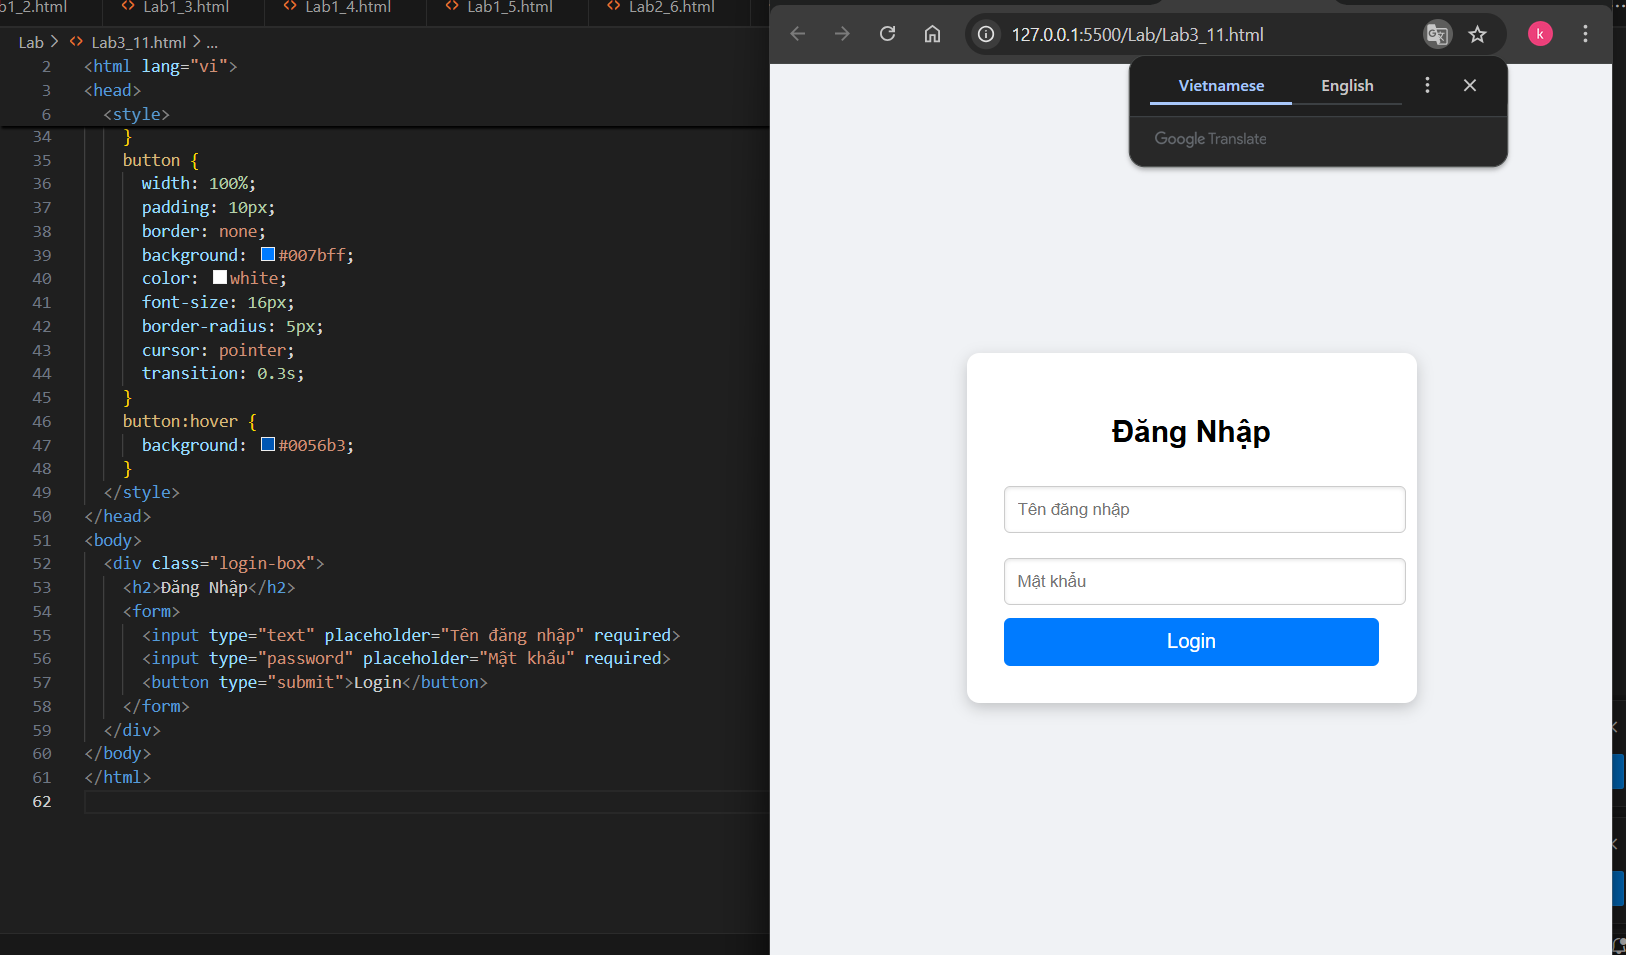 b1_2.html Lab1_3.html Lab1_4.html Lab1_5.html Lab2_6.html
Lab > Lab3_11.html > ...
2 <html lang="vi">
3 <head>
6 <style>
34 }
35 button {
36 width: 100%;
37 padding: 10px;
38 border: none;
39 background: #007bff;
40 color: white;
41 font-size: 16px;
42 border-radius: 5px;
43 cursor: pointer;
44 transition: 0.3s;
45 }
46 button:hover {
47 background: #0056b3;
48 }
49 </style>
50 </head>
51 <body>
52 <div class="login-box">
53 <h2>Đăng Nhập</h2>
54 <form>
55 <input type="text" placeholder="Tên đăng nhập" required>
56 <input type="password" placeholder="Mật khẩu" required>
57 <button type="submit">Login</button>
58 </form>
59 </div>
60 </body>
61 </html>
62
127.0.0.1:5500/Lab/Lab3_11.html
k
Vietnamese English
Google Translate
Đăng Nhập
Tên đăng nhập
Mật khẩu
Login